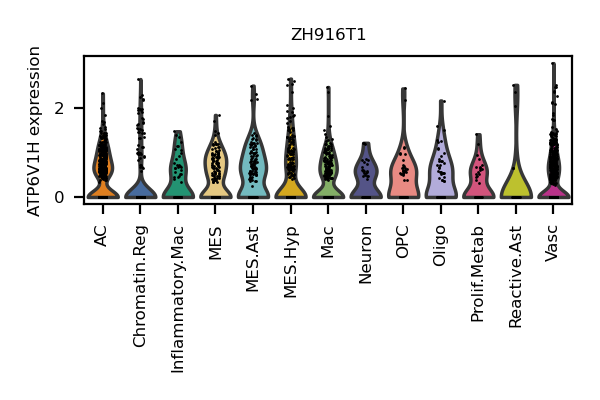 ZH916T1
ATP6V1H expression
2
0
AC
Chromatin.Reg
Inflammatory.Mac
MES
MES.Ast
MES.Hyp
Mac
Neuron
OPC
Oligo
Prolif.Metab
Reactive.Ast
Vasc